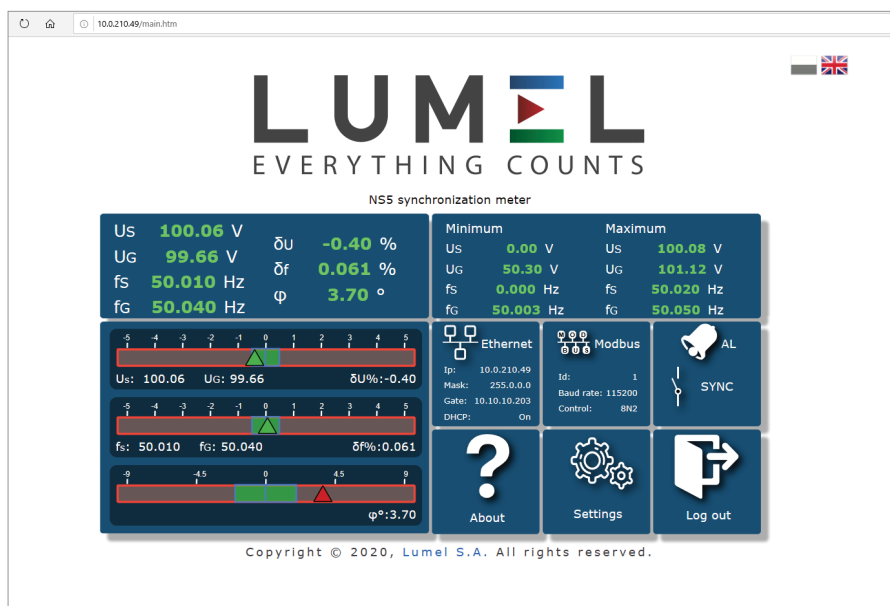 10.0.210.49/main.htm
LUMEL
EVERYTHING COUNTS
NS5 synchronization meter
Us 100.06 V
UG 99.66 V
fs 50.010 Hz
fG 50.040 Hz
δU -0.40 %
δf 0.061 %
φ 3.70 °
Minimum
Us 0.00 V
UG 50.30 V
fs 0.000 Hz
fG 50.003 Hz
Maximum
Us 100.08 V
UG 101.12 V
fs 50.020 Hz
fG 50.050 Hz
-5 -4 -3 -2 -1 0 1 2 3 4 5
Us: 100.06 UG: 99.66 δU%:-0.40
-5 -4 -3 -2 -1 0 1 2 3 4 5
fs: 50.010 fG: 50.040 δf%:0.061
-9 -4.5 0 4.5 9
φ°:3.70
Ethernet
Ip: 10.0.210.49
Mask: 255.0.0.0
Gate: 10.10.10.203
DHCP: On
MOD
BUS
Modbus
Id: 1
Baud rate: 115200
Control: 8N2
AL
SYNC
About
Settings
Log out
Copyright © 2020, Lumel S.A. All rights reserved.